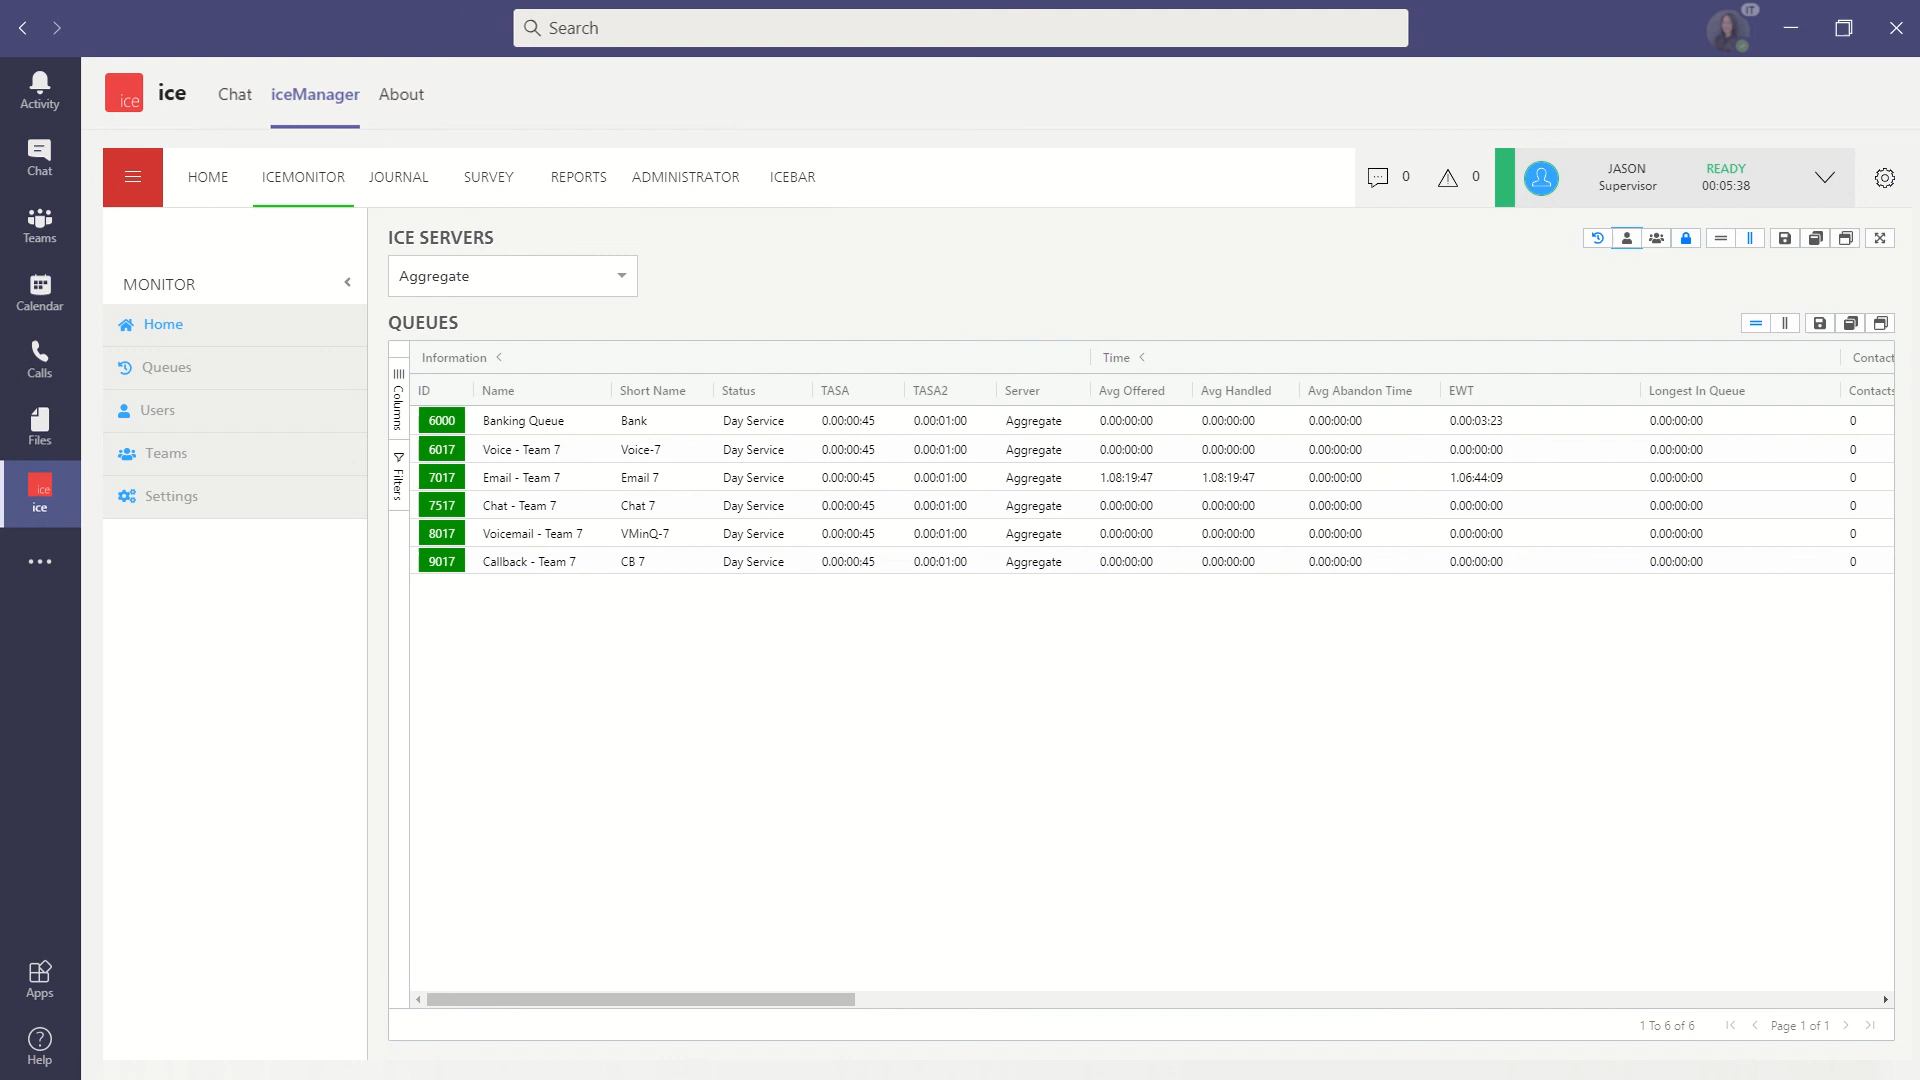 Search
IT
Activity
Chat
Teams
Calendar
Calls
Files
ice
ice
Apps
Help
ice
ice
Chat
iceManager
About
HOME
ICEMONITOR
JOURNAL
SURVEY
REPORTS
ADMINISTRATOR
ICEBAR
0
0
JASON
Supervisor
READY
00:05:38
MONITOR
Home
Queues
Users
Teams
Settings
ICE SERVERS
Aggregate
QUEUES
Columns
Filters
Information
Time
Contact
ID Name Short Name Status TASA TASA2 Server Avg Offered Avg Handled Avg Abandon Time EWT Longest In Queue Contacts
6000 Banking Queue Bank Day Service 0.00:00:45 0.00:01:00 Aggregate 0.00:00:00 0.00:00:00 0.00:00:00 0.00:03:23 0.00:00:00 0
6017 Voice - Team 7 Voice-7 Day Service 0.00:00:45 0.00:01:00 Aggregate 0.00:00:00 0.00:00:00 0.00:00:00 0.00:00:00 0.00:00:00 0
7017 Email - Team 7 Email 7 Day Service 0.00:00:45 0.00:01:00 Aggregate 1.08:19:47 1.08:19:47 0.00:00:00 1.06:44:09 0.00:00:00 0
7517 Chat - Team 7 Chat 7 Day Service 0.00:00:45 0.00:01:00 Aggregate 0.00:00:00 0.00:00:00 0.00:00:00 0.00:00:00 0.00:00:00 0
8017 Voicemail - Team 7 VMinQ-7 Day Service 0.00:00:45 0.00:01:00 Aggregate 0.00:00:00 0.00:00:00 0.00:00:00 0.00:00:00 0.00:00:00 0
9017 Callback - Team 7 CB 7 Day Service 0.00:00:45 0.00:01:00 Aggregate 0.00:00:00 0.00:00:00 0.00:00:00 0.00:00:00 0.00:00:00 0
1 To 6 of 6
Page 1 of 1